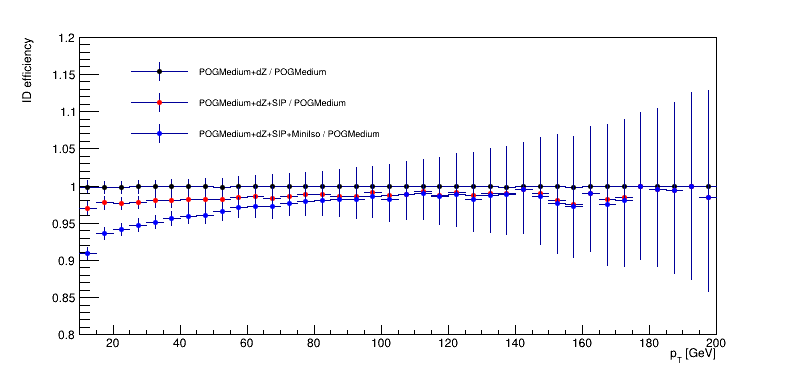 ID efficiency
1.2
1.15
1.1
1.05
1
0.95
0.9
0.85
0.8
POGMedium+dZ / POGMedium
POGMedium+dZ+SIP / POGMedium
POGMedium+dZ+SIP+MiniIso / POGMedium
20 40 60 80 100 120 140 160 180 200
pT [GeV]